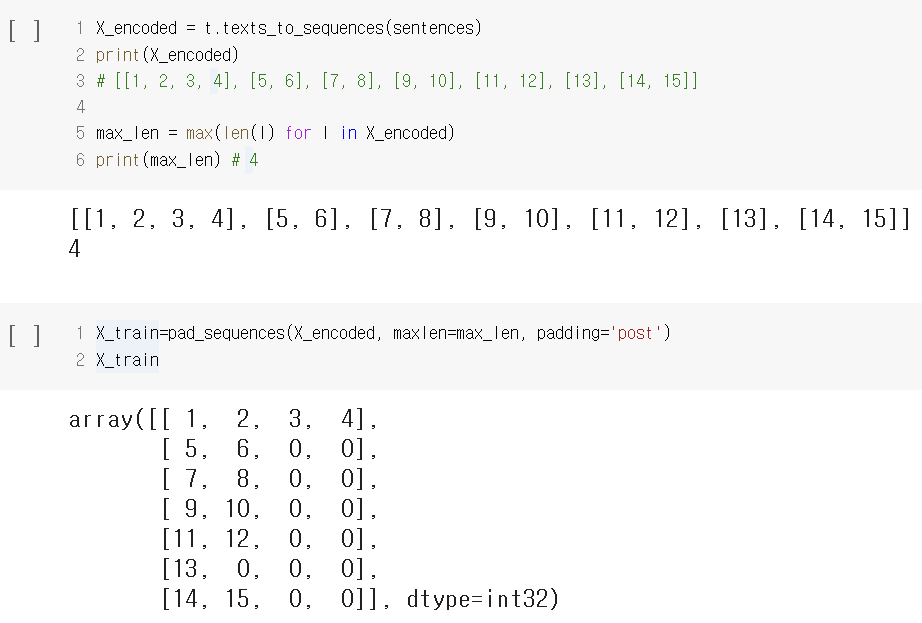 [ ] 1 X_encoded = t.texts_to_sequences(sentences)
2 print(X_encoded)
3 # [[1, 2, 3, 4], [5, 6], [7, 8], [9, 10], [11, 12], [13], [14, 15]]
4
5 max_len = max(len(l) for l in X_encoded)
6 print(max_len) # 4
[[1, 2, 3, 4], [5, 6], [7, 8], [9, 10], [11, 12], [13], [14, 15]]
4
[ ] 1 X_train=pad_sequences(X_encoded, maxlen=max_len, padding='post')
2 X_train
array([[ 1, 2, 3, 4],
[ 5, 6, 0, 0],
[ 7, 8, 0, 0],
[ 9, 10, 0, 0],
[11, 12, 0, 0],
[13, 0, 0, 0],
[14, 15, 0, 0]], dtype=int32)